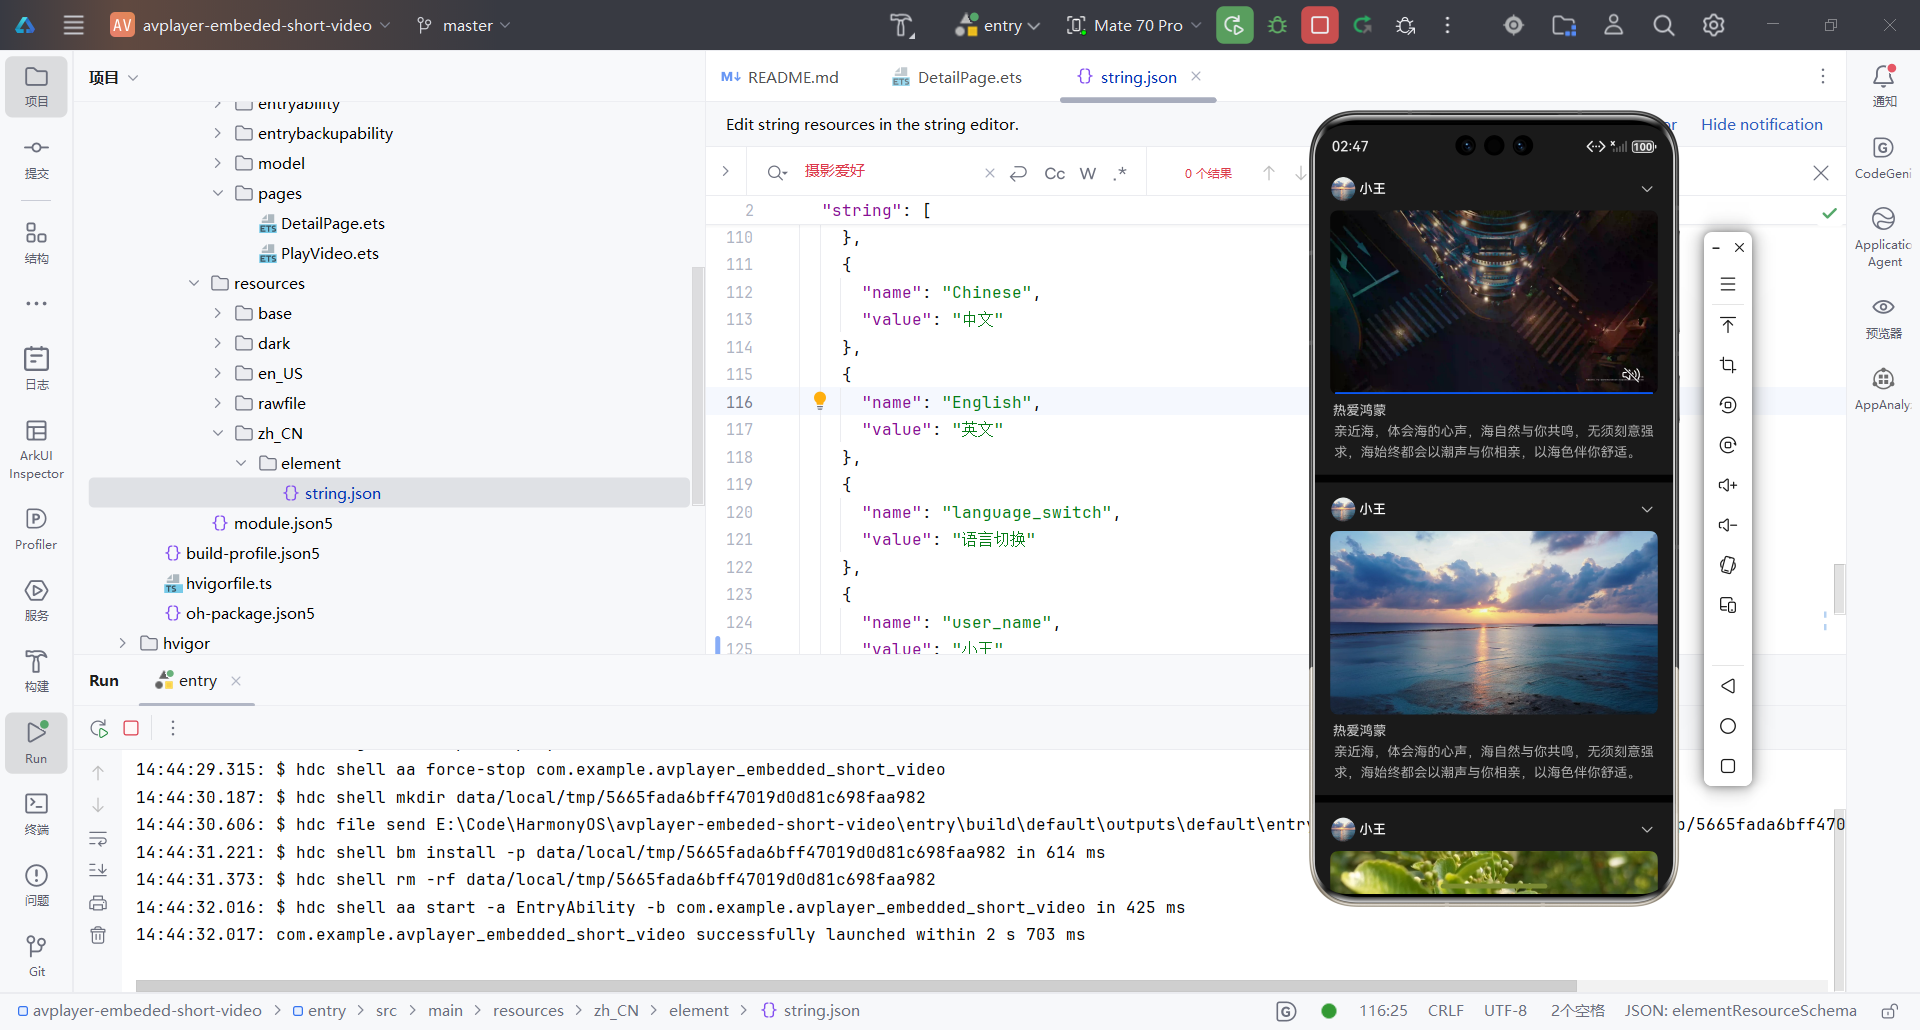 AV avplayer-embeded-short-video master entry Mate 70 Pro
项目
README.md DetailPage.ets string.json
Edit string resources in the string editor. Hide notification
摄影爱好 Cc W .* 0 个结果
项目
提交
结构
日志
ArkUI
Inspector
Profiler
服务
构建
Run
终端
问题
Git
entryability
entrybackupability
model
pages
DetailPage.ets
PlayVideo.ets
resources
base
dark
en_US
rawfile
zh_CN
element
string.json
module.json5
build-profile.json5
hvigorfile.ts
oh-package.json5
hvigor
2 "string": [
110 },
111 {
112 "name": "Chinese",
113 "value": "中文"
114 },
115 {
116 "name": "English",
117 "value": "英文"
118 },
119 {
120 "name": "language_switch",
121 "value": "语言切换"
122 },
123 {
124 "name": "user_name",
125 "value": "小王"
02:47 100
小王
热爱鸿蒙
亲近海，体会海的心声，海自然与你共鸣，无须刻意强
求，海始终都会以潮声与你相亲，以海色伴你舒适。
小王
热爱鸿蒙
亲近海，体会海的心声，海自然与你共鸣，无须刻意强
求，海始终都会以潮声与你相亲，以海色伴你舒适。
小王
通知
CodeGeni
Applicatic
Agent
预览器
AppAnaly
Run entry
14:44:29.315: $ hdc shell aa force-stop com.example.avplayer_embedded_short_video
14:44:30.187: $ hdc shell mkdir data/local/tmp/5665fada6bff47019d0d81c698faa982
14:44:30.606: $ hdc file send E:\Code\HarmonyOS\avplayer-embeded-short-video\entry\build\default\outputs\default\entry p/5665fada6bff470
14:44:31.221: $ hdc shell bm install -p data/local/tmp/5665fada6bff47019d0d81c698faa982 in 614 ms
14:44:31.373: $ hdc shell rm -rf data/local/tmp/5665fada6bff47019d0d81c698faa982
14:44:32.016: $ hdc shell aa start -a EntryAbility -b com.example.avplayer_embedded_short_video in 425 ms
14:44:32.017: com.example.avplayer_embedded_short_video successfully launched within 2 s 703 ms
avplayer-embeded-short-video > entry > src > main > resources > zh_CN > element > string.json 116:25 CRLF UTF-8 2个空格 JSON: elementResourceSchema